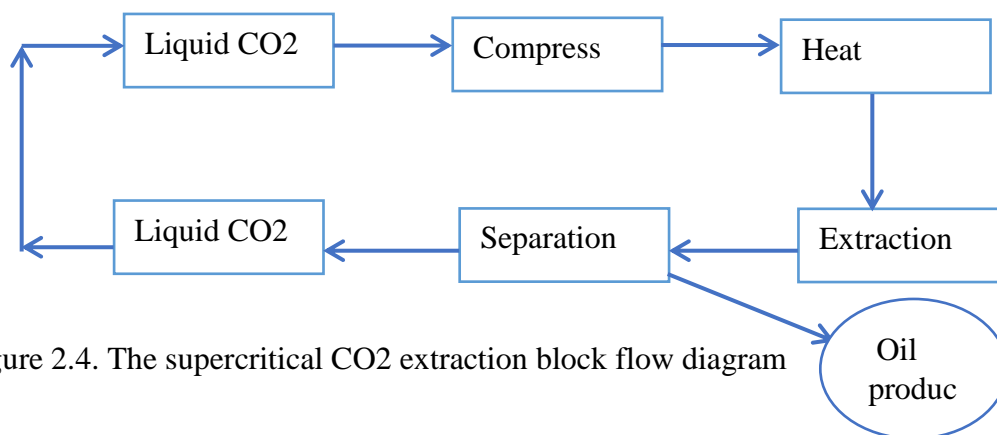 Liquid CO2
Compress
Heat
Liquid CO2
Separation
Extraction
gure 2.4. The supercritical CO2 extraction block flow diagram
Oil
produc